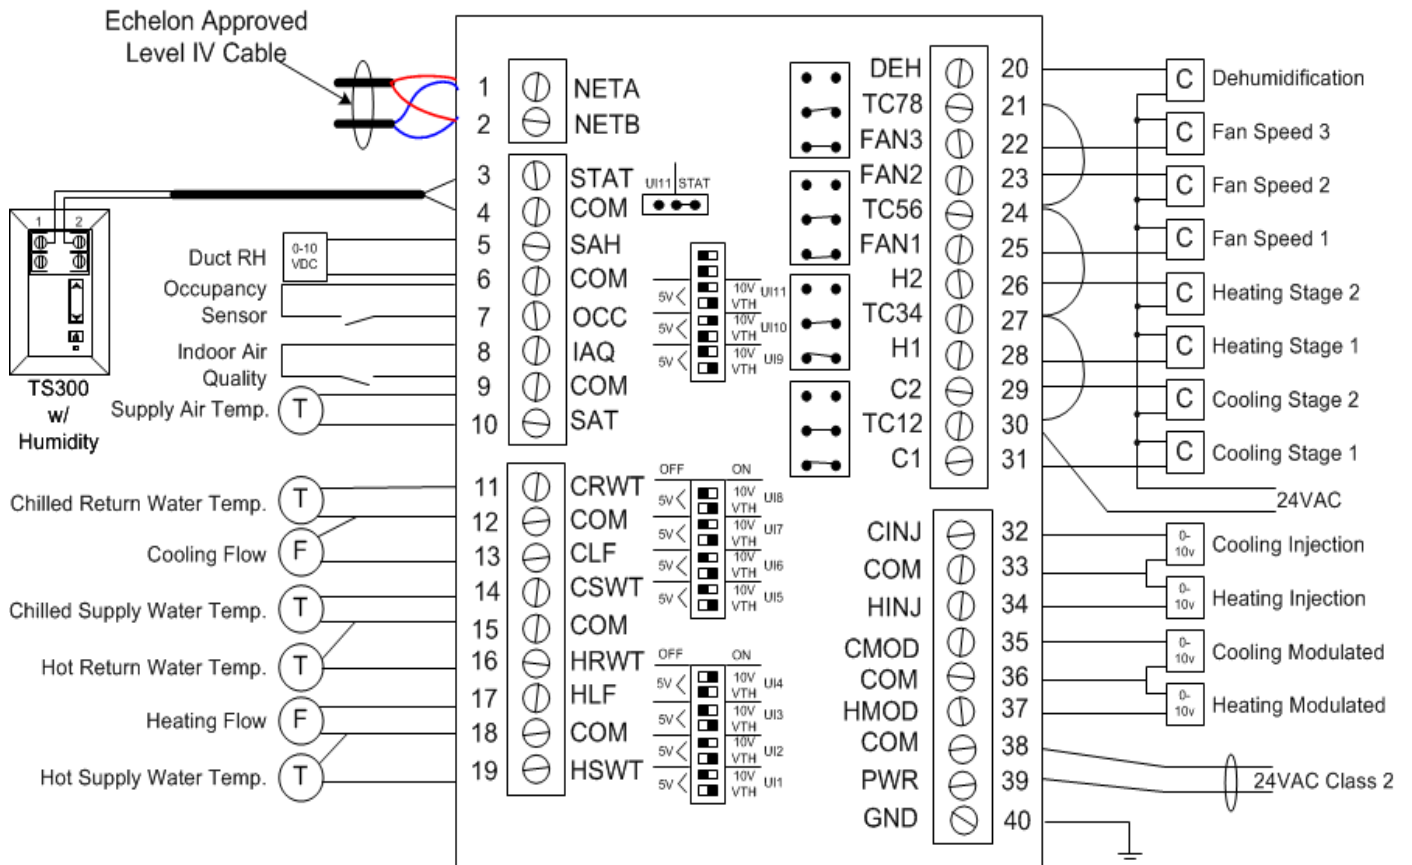 Echelon Approved
Level IV Cable
1
NETA
2
NETB
3
STAT
4
COM
5
SAH
6
COM
7
OCC
8
IAQ
9
COM
10
SAT
UI11 STAT
1 2
TS300
w/
Humidity
0-10
VDC
Duct RH
Occupancy
Sensor
Indoor Air
Quality
Supply Air Temp.
T
10V
5V
VTH
UI11
10V
5V
VTH
UI10
10V
5V
VTH
UI9
11
CRWT
12
COM
13
CLF
14
CSWT
15
COM
16
HRWT
17
HLF
18
COM
19
HSWT
Chilled Return Water Temp.
T
Cooling Flow
F
Chilled Supply Water Temp.
T
Hot Return Water Temp.
T
Heating Flow
F
Hot Supply Water Temp.
T
OFF ON
10V
5V
VTH
UI8
10V
5V
VTH
UI7
10V
5V
VTH
UI6
10V
5V
VTH
UI5
OFF ON
10V
5V
VTH
UI4
10V
5V
VTH
UI3
10V
5V
VTH
UI2
10V
5V
VTH
UI1
DEH
20
TC78
21
FAN3
22
FAN2
23
TC56
24
FAN1
25
H2
26
TC34
27
H1
28
C2
29
TC12
30
C1
31
C
Dehumidification
C
Fan Speed 3
C
Fan Speed 2
C
Fan Speed 1
C
Heating Stage 2
C
Heating Stage 1
C
Cooling Stage 2
C
Cooling Stage 1
24VAC
CINJ
32
COM
33
HINJ
34
CMOD
35
COM
36
HMOD
37
COM
38
PWR
39
GND
40
0-
10v
Cooling Injection
0-
10v
Heating Injection
0-
10v
Cooling Modulated
0-
10v
Heating Modulated
24VAC Class 2